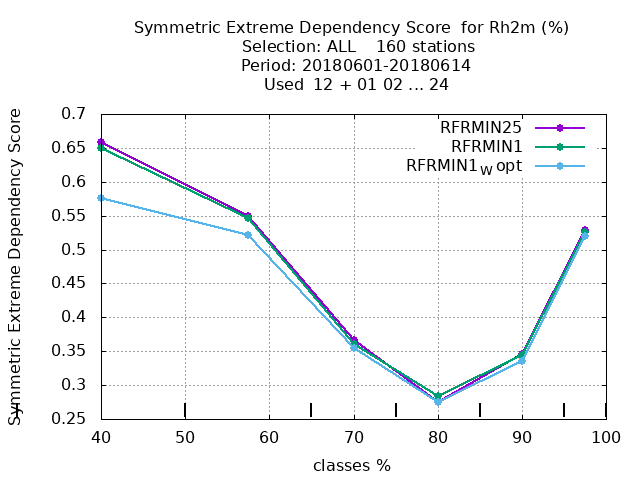 Symmetric Extreme Dependency Score for Rh2m (%)
Selection: ALL 160 stations
Period: 20180601-20180614
Used 12 + 01 02 ... 24
Symmetric Extreme Dependency Score
0.7
0.65
0.6
0.55
0.5
0.45
0.4
0.35
0.3
0.25
RFRMIN25
RFRMIN1
RFRMIN1W opt
40 50 60 70 80 90 100
classes %